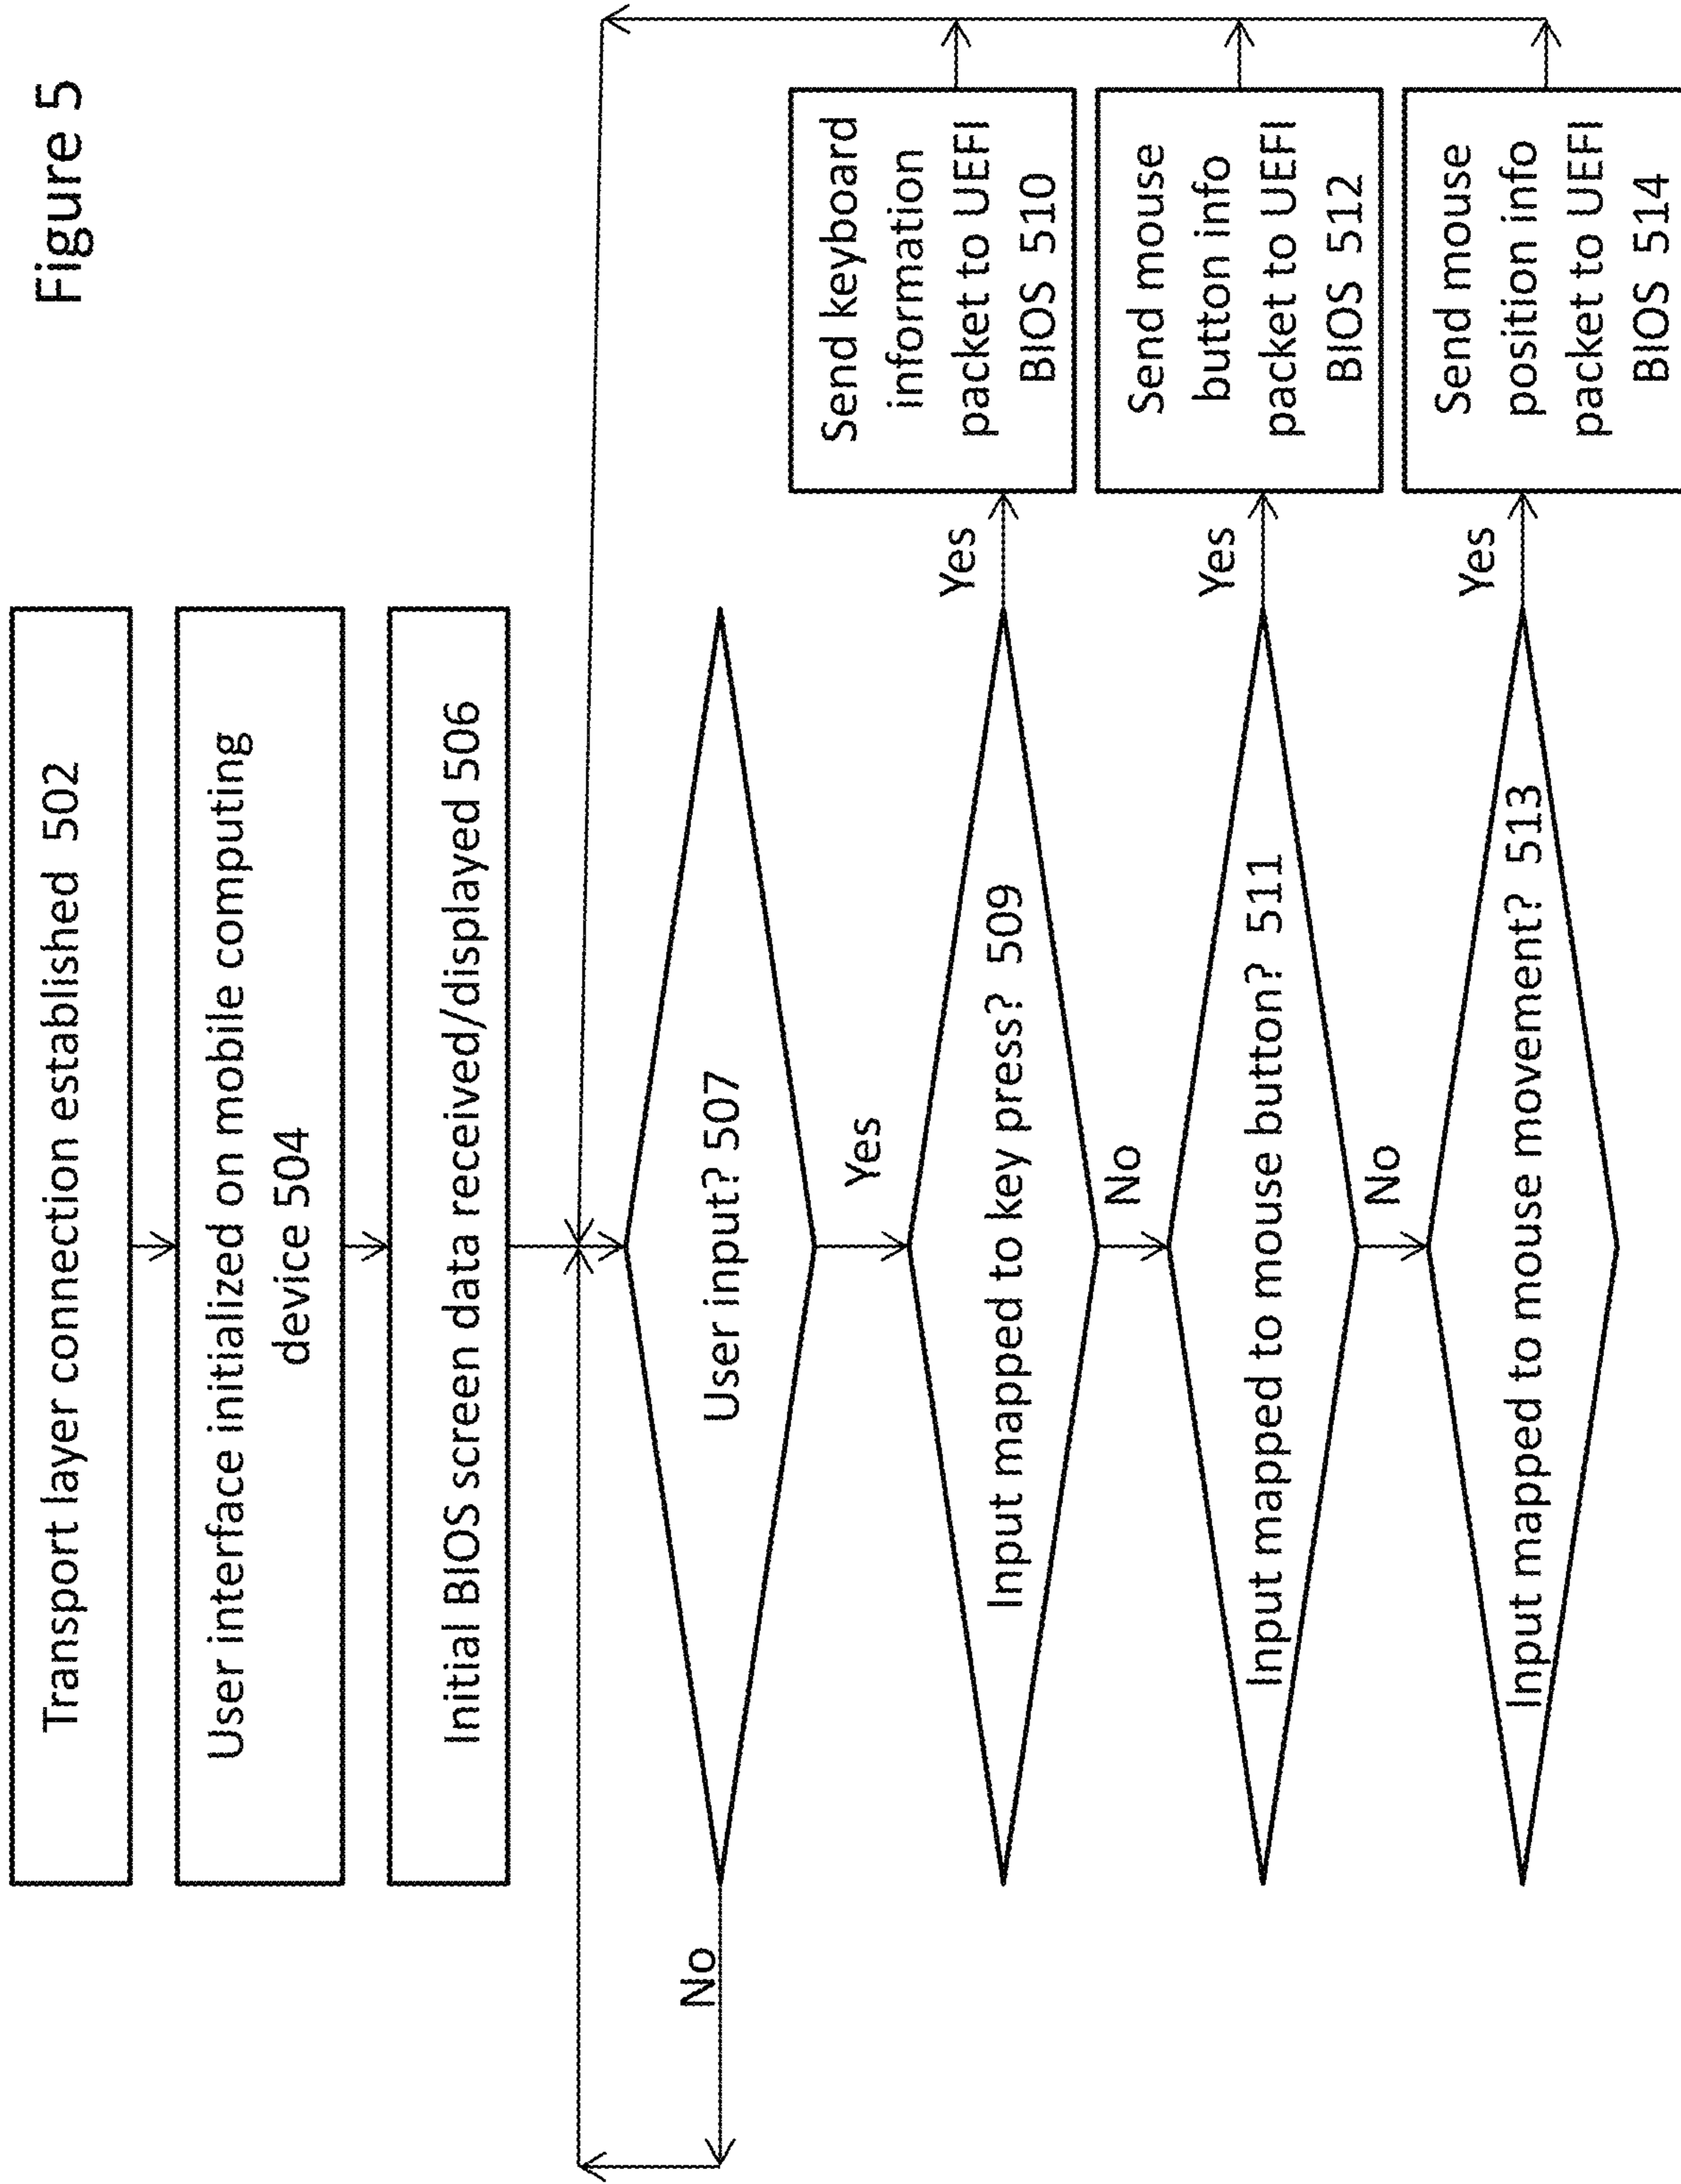 Figure 5
Transport layer connection established 502
User interface initialized on mobile computing
device 504
Initial BIOS screen data received/displayed 506
User input? 507
No
Yes
Input mapped to key press? 509
Yes
Send keyboard
information
packet to UEFI
BIOS 510
No
Input mapped to mouse button? 511
Yes
Send mouse
button info
packet to UEFI
BIOS 512
No
Input mapped to mouse movement? 513
Yes
Send mouse
position info
packet to UEFI
BIOS 514